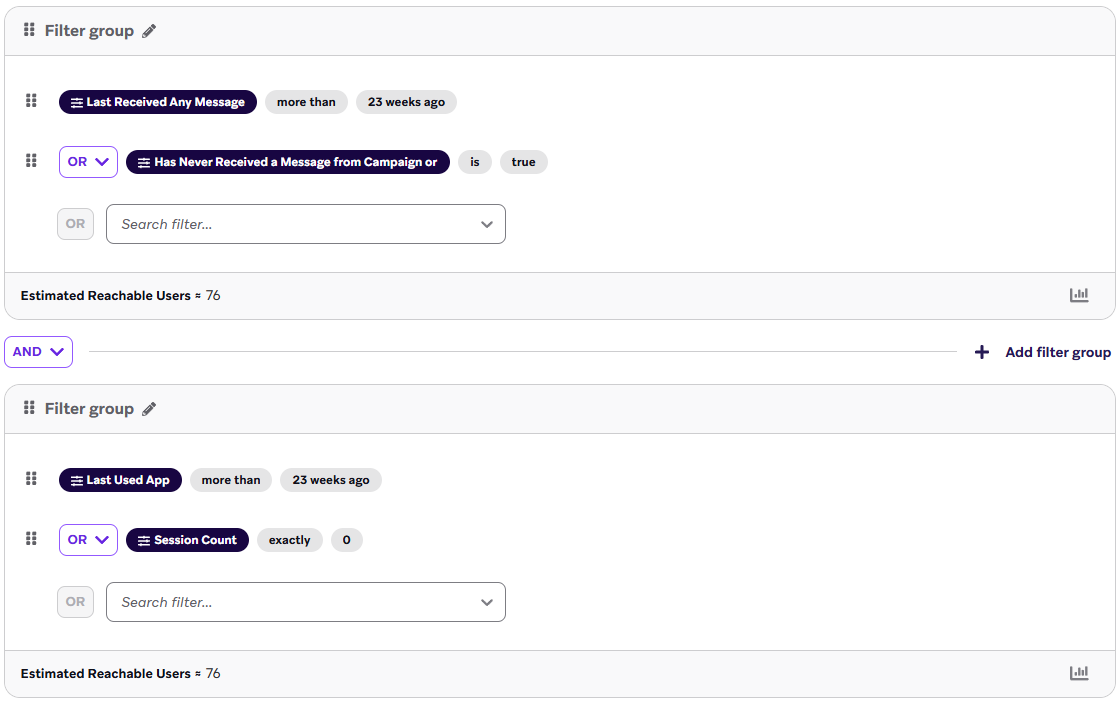 Filter group
Last Received Any Message more than 23 weeks ago
OR Has Never Received a Message from Campaign or is true
OR Search filter...
Estimated Reachable Users ≈ 76
AND Add filter group
Filter group
Last Used App more than 23 weeks ago
OR Session Count exactly 0
OR Search filter...
Estimated Reachable Users ≈ 76